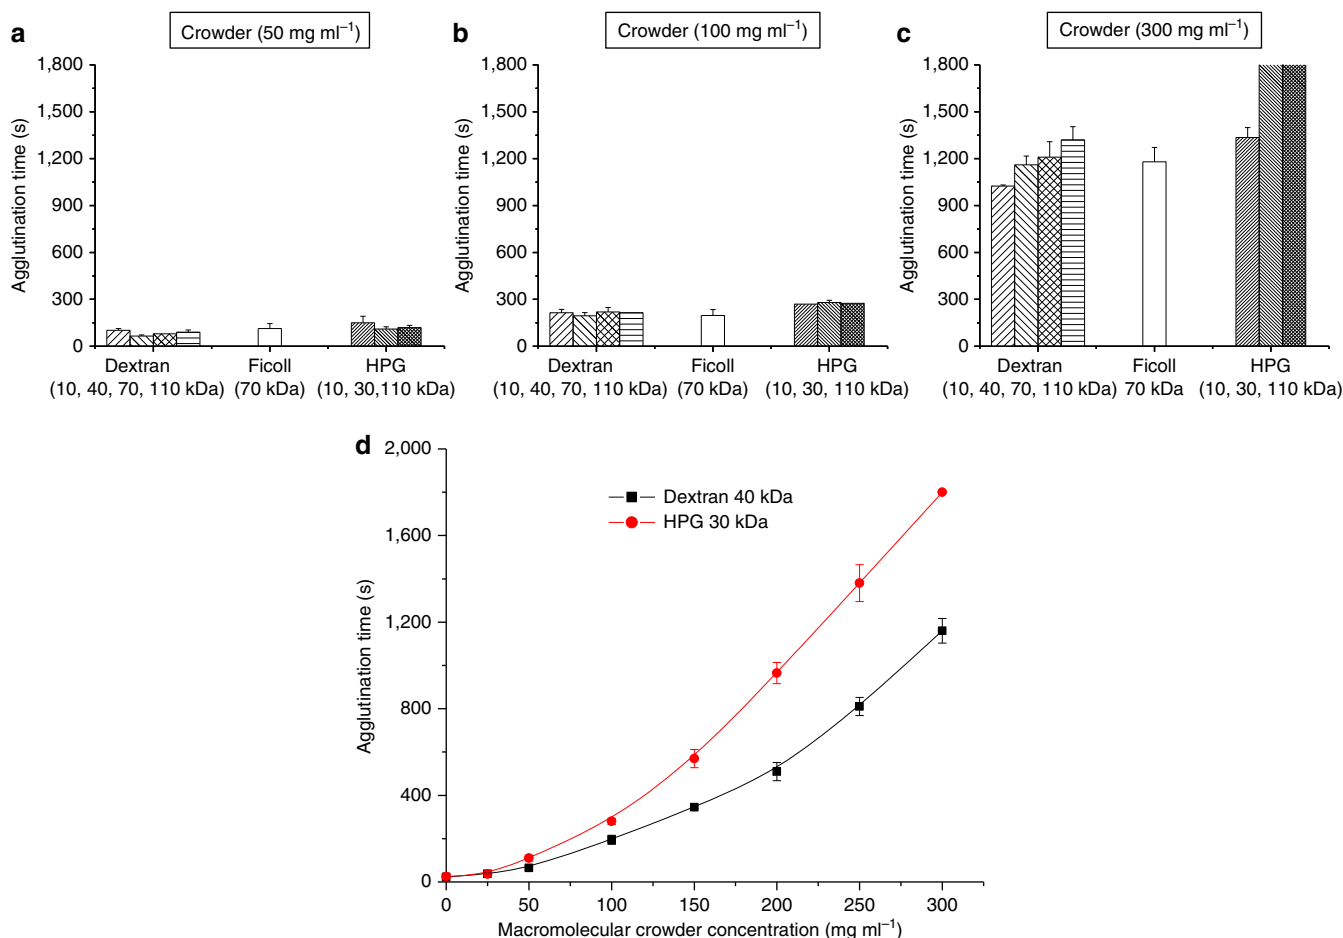 a
Crowder (50 mg ml⁻¹)
1,800
1,500
1,200
900
600
300
0
Agglutination time (s)
Dextran
(10, 40, 70, 110 kDa)
Ficoll
(70 kDa)
HPG
(10, 30,110 kDa)
b
Crowder (100 mg ml⁻¹)
1,800
1,500
1,200
900
600
300
0
Agglutination time (s)
Dextran
(10, 40, 70, 110 kDa)
Ficoll
(70 kDa)
HPG
(10, 30, 110 kDa)
c
Crowder (300 mg ml⁻¹)
1,800
1,500
1,200
900
600
300
0
Agglutination time (s)
Dextran
(10, 40, 70, 110 kDa)
Ficoll
70 kDa
HPG
(10, 30, 110 kDa)
d
2,000
1,600
1,200
800
400
0
Agglutination time (s)
Dextran 40 kDa
HPG 30 kDa
0 50 100 150 200 250 300
Macromolecular crowder concentration (mg ml⁻¹)